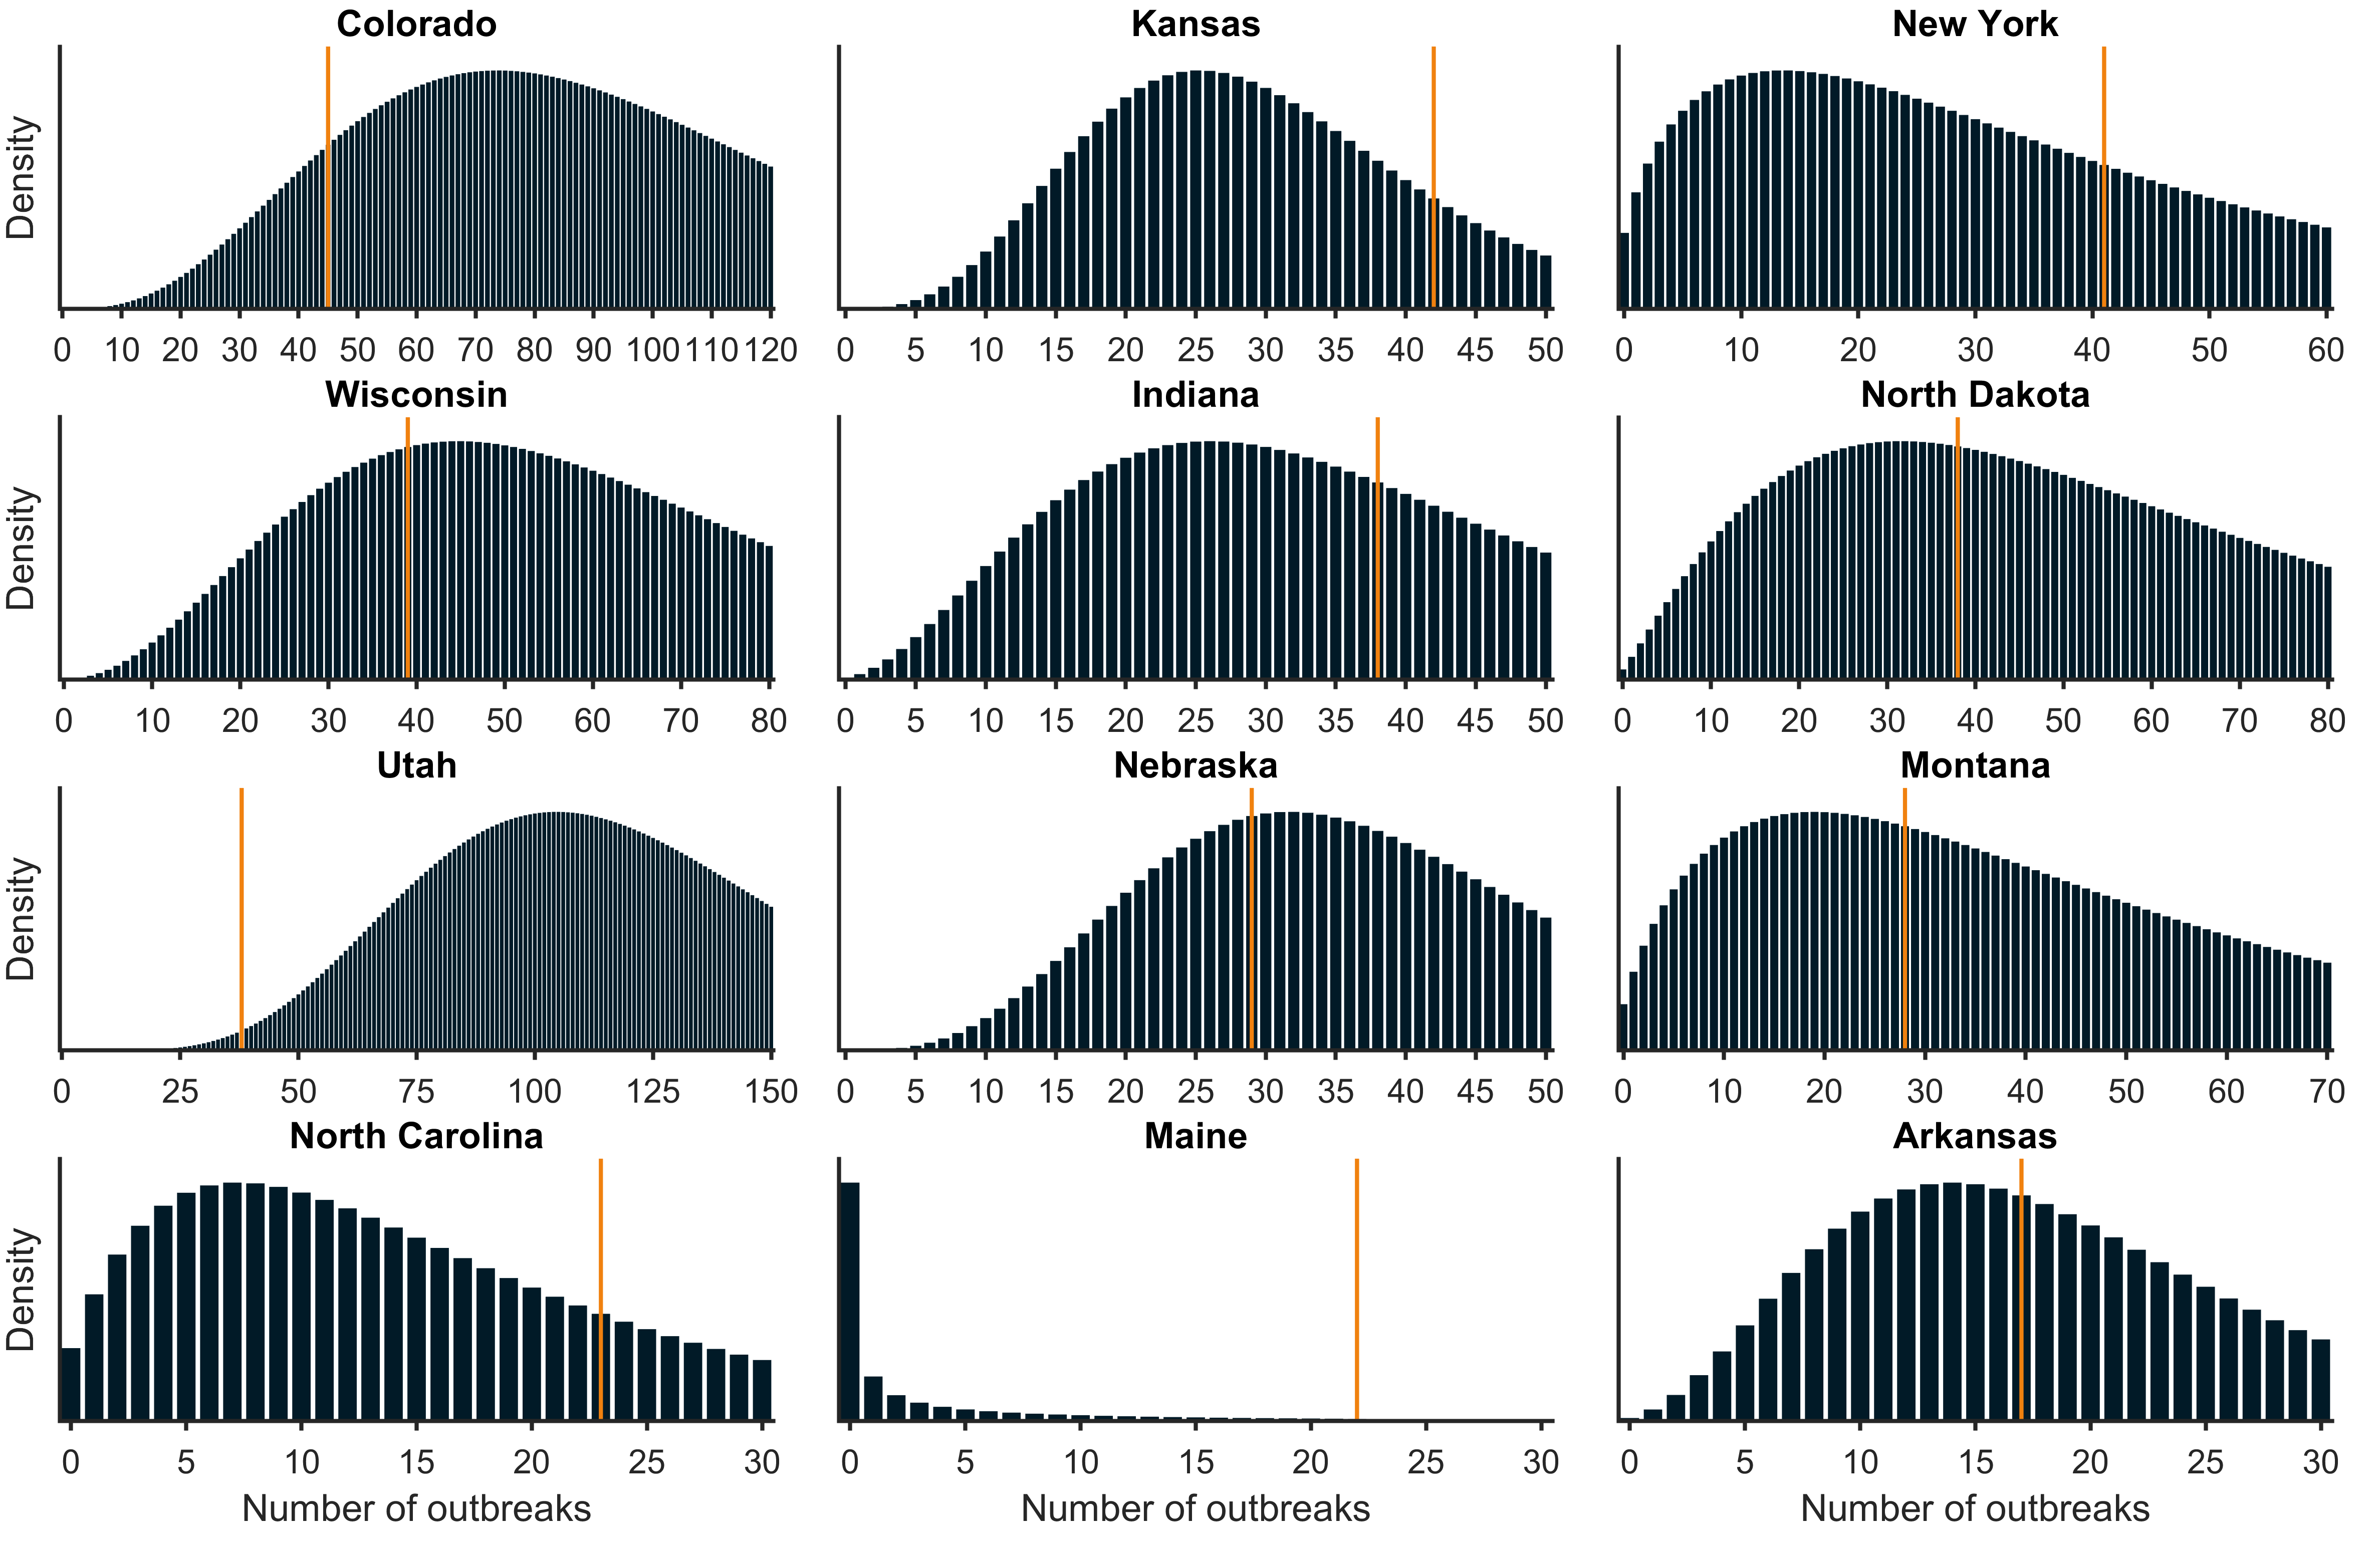 Colorado Kansas New York
Density
0 10 20 30 40 50 60 70 80 90 100 110 120 0 5 10 15 20 25 30 35 40 45 50 0 10 20 30 40 50 60
Wisconsin Indiana North Dakota
Density
0 10 20 30 40 50 60 70 80 0 5 10 15 20 25 30 35 40 45 50 0 10 20 30 40 50 60 70 80
Utah Nebraska Montana
Density
0 25 50 75 100 125 150 0 5 10 15 20 25 30 35 40 45 50 0 10 20 30 40 50 60 70
North Carolina Maine Arkansas
Density
0 5 10 15 20 25 30 0 5 10 15 20 25 30 0 5 10 15 20 25 30
Number of outbreaks Number of outbreaks Number of outbreaks